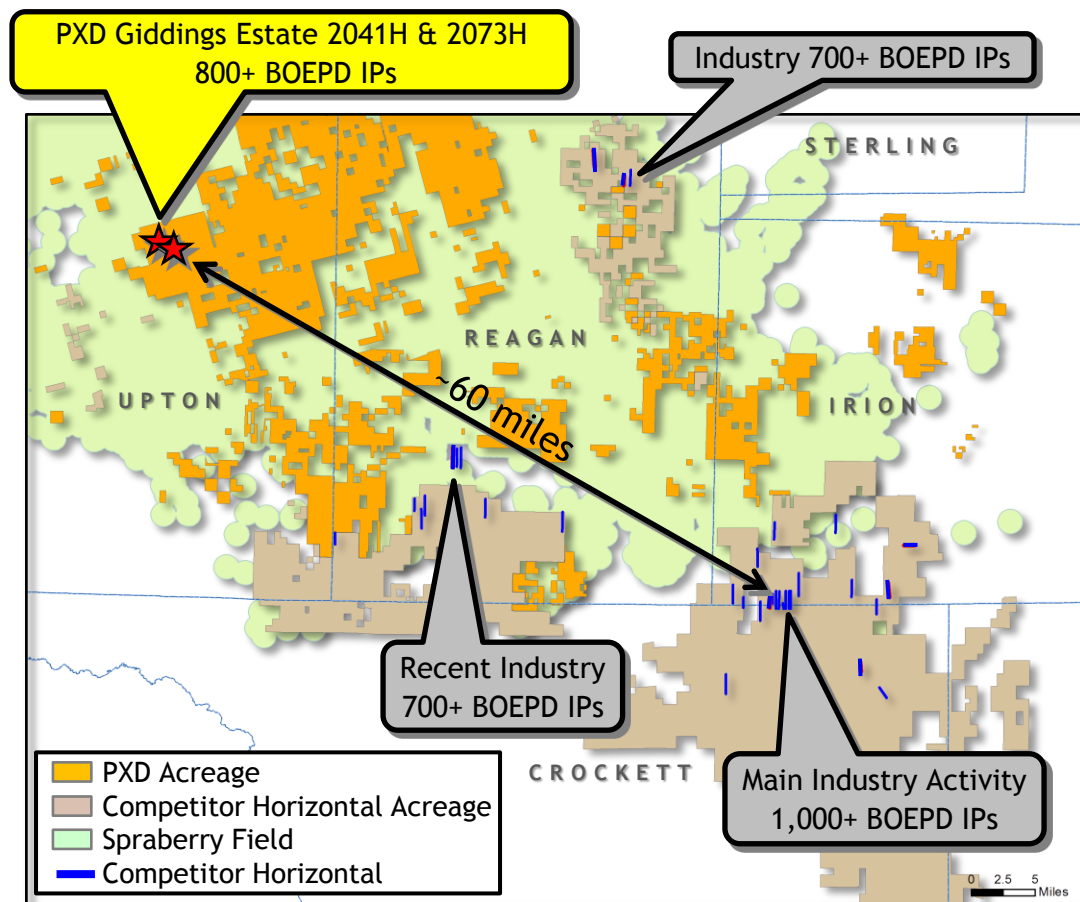 PXD Giddings Estate 2041H & 2073H
800+ BOEPD IPs
Industry 700+ BOEPD IPs
STERLING
REAGAN
~60 miles
UPTON
IRION
Recent Industry
700+ BOEPD IPs
CROCKETT
Main Industry Activity
1,000+ BOEPD IPs
PXD Acreage
Competitor Horizontal Acreage
Spraberry Field
Competitor Horizontal
0 2.5 5
Miles